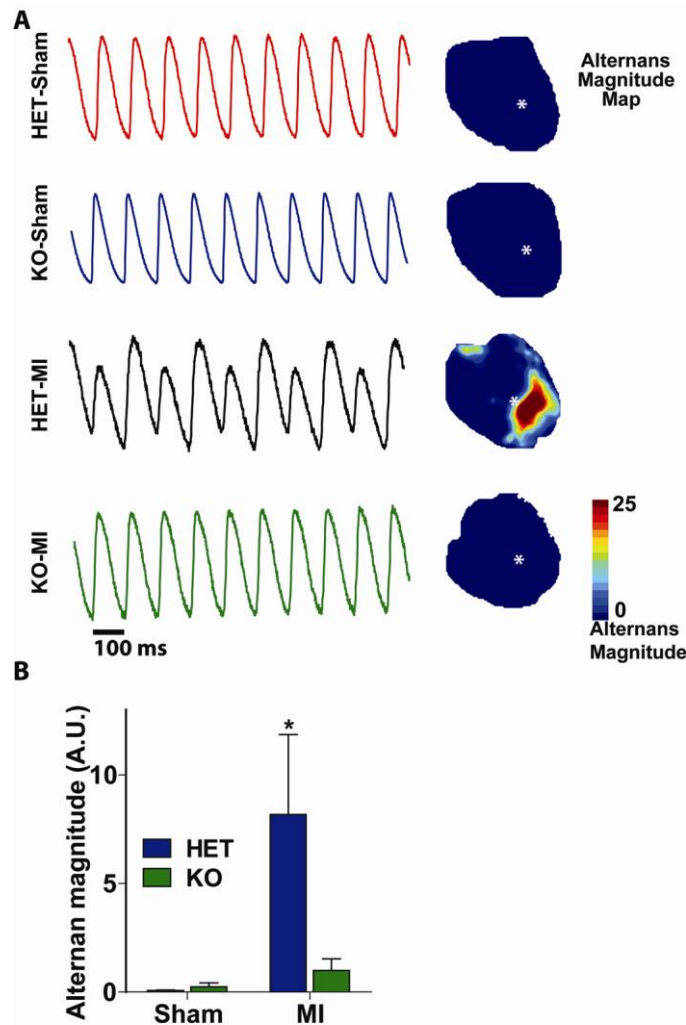 A
HET-Sham
*
Alternans
Magnitude
Map
KO-Sham
*
HET-MI
*
KO-MI
*
25
0
Alternans
Magnitude
100 ms
B
Alternan magnitude (A.U.)
10
5
0
*
HET
KO
Sham
MI